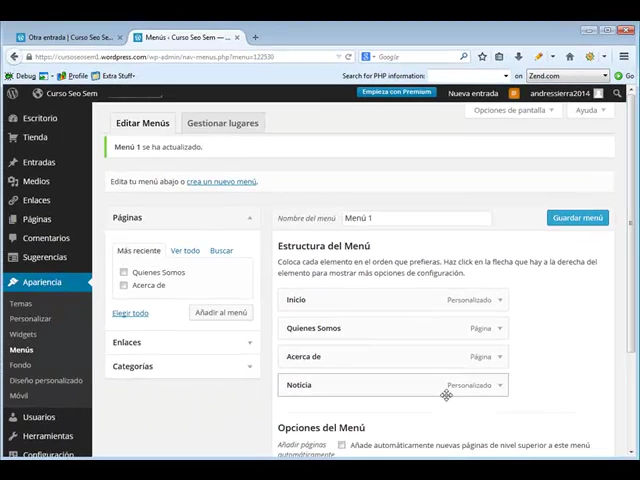 Otra entrada | Curso Seo Se...
Menús ‹ Curso Seo Sem — ...
https://cursoseosem1.wordpress.com/wp-admin/nav-menus.php?menu=122530
Google
Debug
Profile
Extra Stuff
Search for PHP information:
on
Zend.com
Go
Curso Seo Sem
Empieza con Premium
Nueva entrada
andressierra2014
Escritorio
Tienda
Entradas
Medios
Enlaces
Páginas
Comentarios
Sugerencias
Apariencia
Temas
Personalizar
Widgets
Menús
Fondo
Diseño personalizado
Móvil
Usuarios
Herramientas
Configuración
Opciones de pantalla
Ayuda
Editar Menús
Gestionar lugares
Menú 1 se ha actualizado.
Edita tu menú abajo o crea un nuevo menú.
Páginas
Más reciente
Ver todo
Buscar
Quienes Somos
Acerca de
Elegir todo
Añadir al menú
Enlaces
Categorías
Nombre del menú
Menú 1
Guardar menú
Estructura del Menú
Coloca cada elemento en el orden que prefieras. Haz click en la flecha que hay a la derecha del
elemento para mostrar más opciones de configuración.
Inicio Personalizado
Quienes Somos Página
Acerca de Página
Noticia Personalizado
Opciones del Menú
Añadir páginas
automáticamente
Añade automáticamente nuevas páginas de nivel superior a este menú